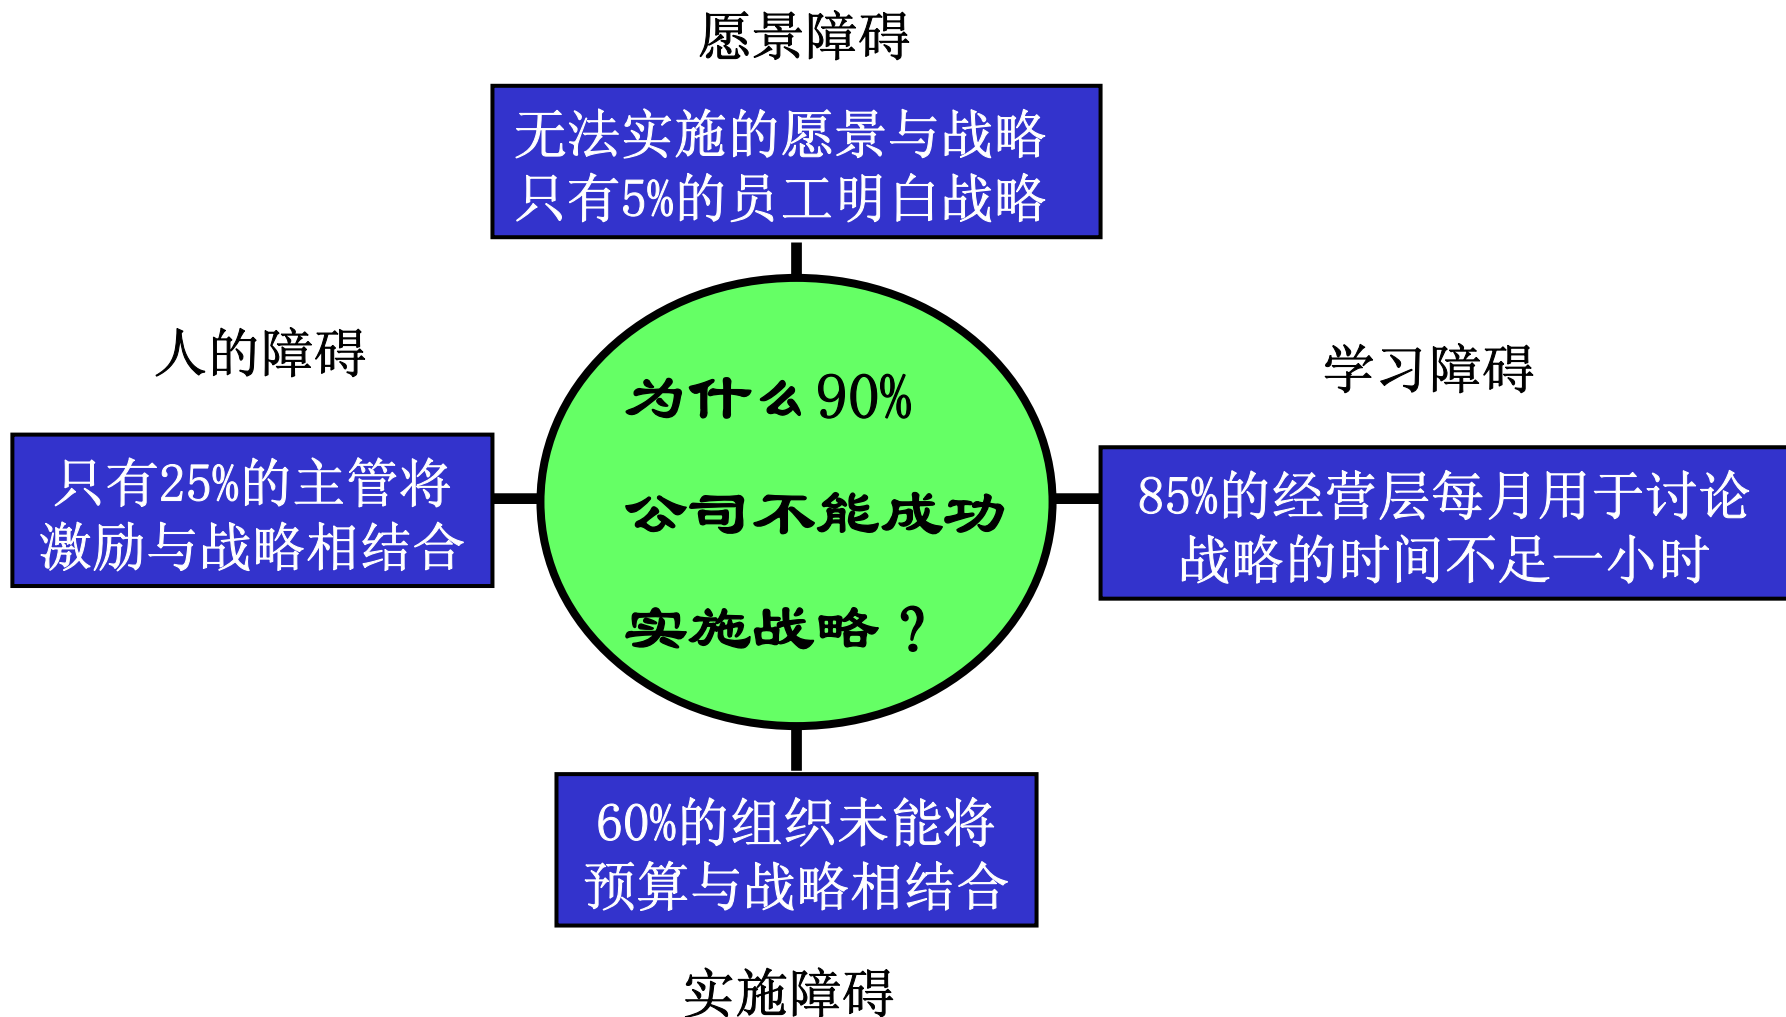 愿景障碍
无法实施的愿景与战略
只有5%的员工明白战略
人的障碍
只有25%的主管将
激励与战略相结合
为什么90%
公司不能成功
实施战略？
学习障碍
85%的经营层每月用于讨论
战略的时间不足一小时
60%的组织未能将
预算与战略相结合
实施障碍